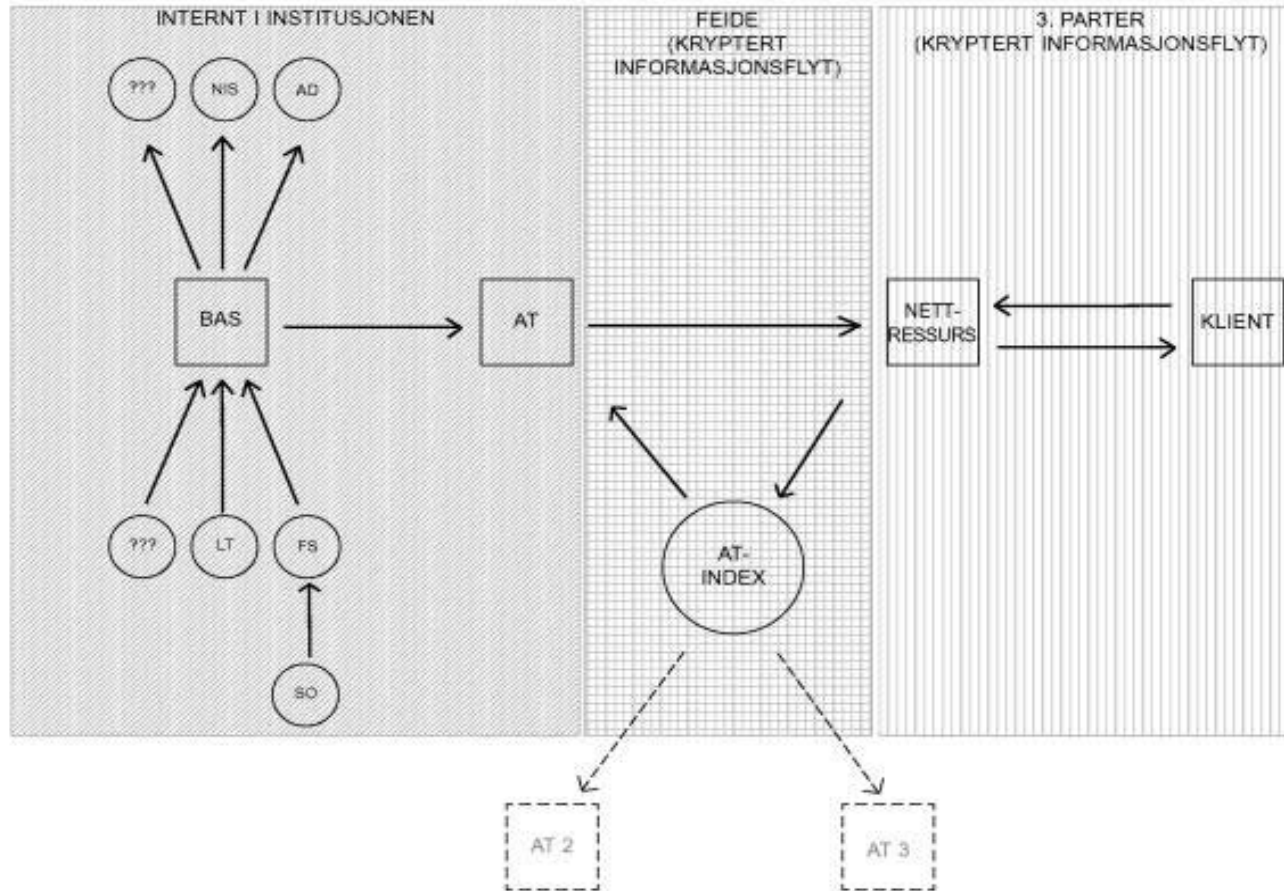 INTERNT I INSTITUSJONEN
FEIDE
(KRYPTERT
INFORMASJONSFLYT)
3. PARTER
(KRYPTERT INFORMASJONSFLYT)
???
NIS
AD
BAS
AT
NETT-
RESSURS
KLIENT
???
LT
FS
AT-
INDEX
SO
AT 2
AT 3